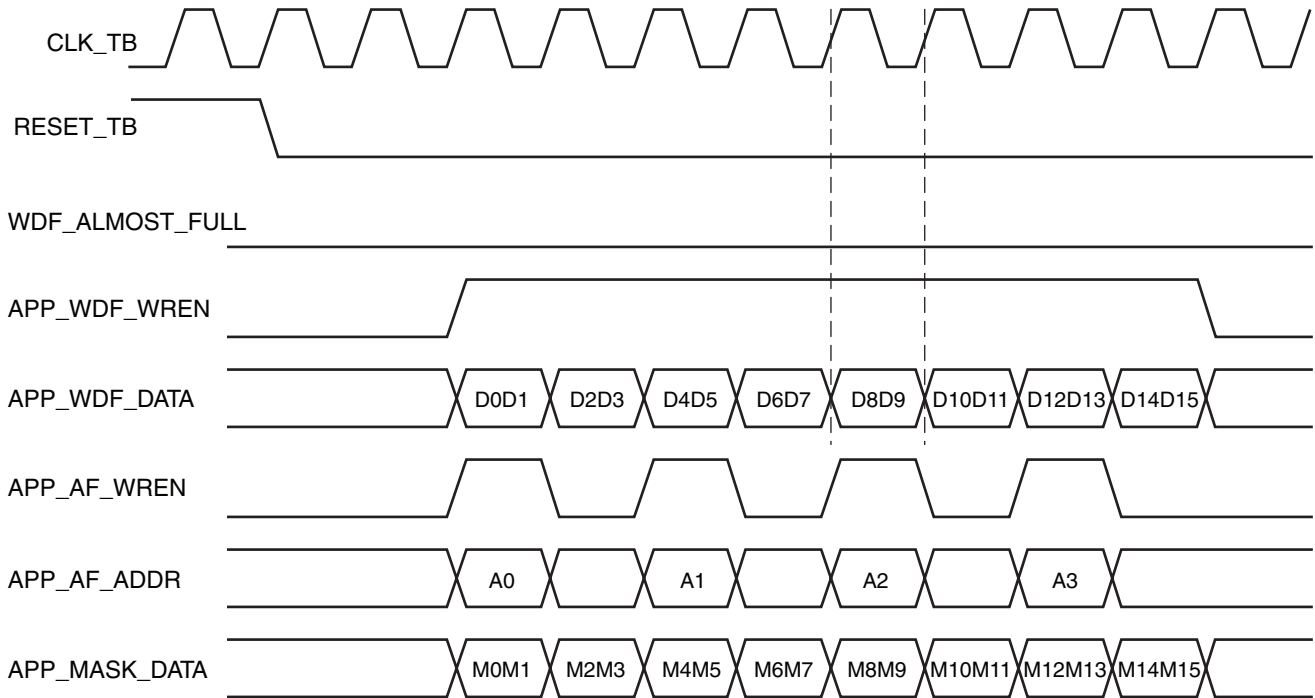 CLK_TB
RESET_TB
WDF_ALMOST_FULL
APP_WDF_WREN
APP_WDF_DATA D0D1 D2D3 D4D5 D6D7 D8D9 D10D11 D12D13 D14D15
APP_AF_WREN
APP_AF_ADDR A0 A1 A2 A3
APP_MASK_DATA M0M1 M2M3 M4M5 M6M7 M8M9 M10M11 M12M13 M14M15